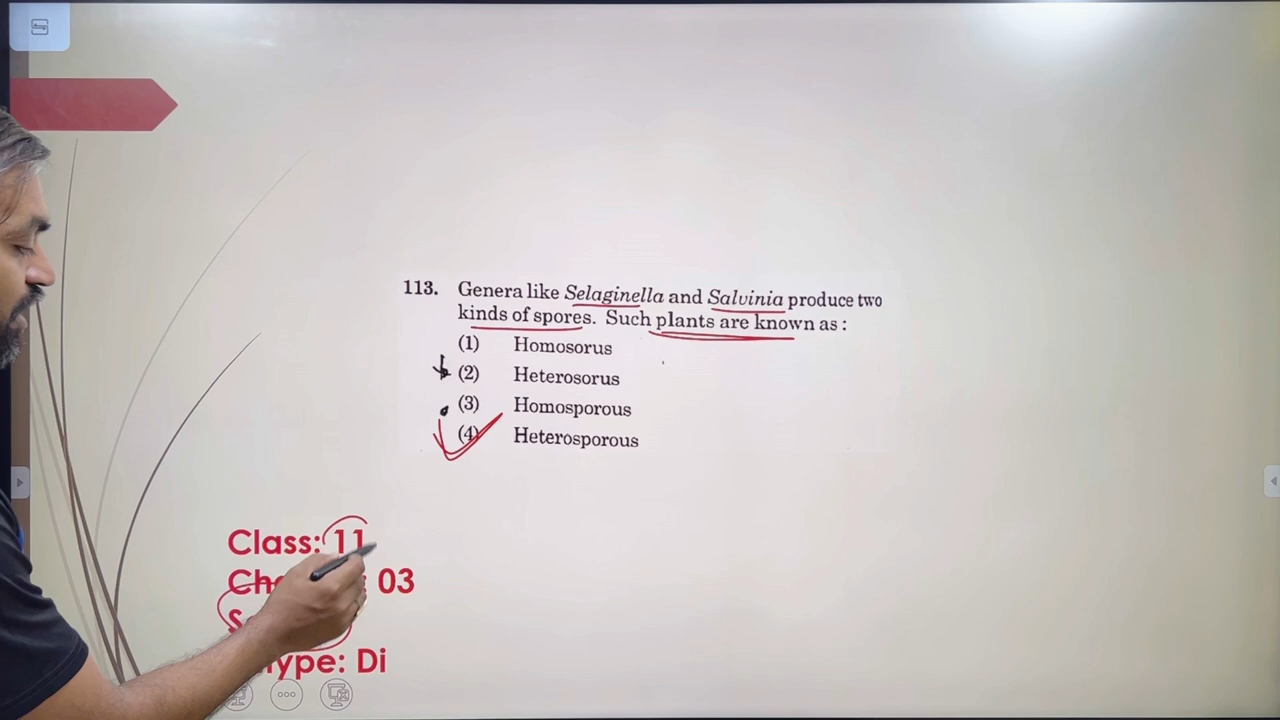 113. Genera like Selaginella and Salvinia produce two
kinds of spores. Such plants are known as :
(1) Homosorus
(2) Heterosorus
(3) Homosporous
(4) Heterosporous
Class: 11
03
Di